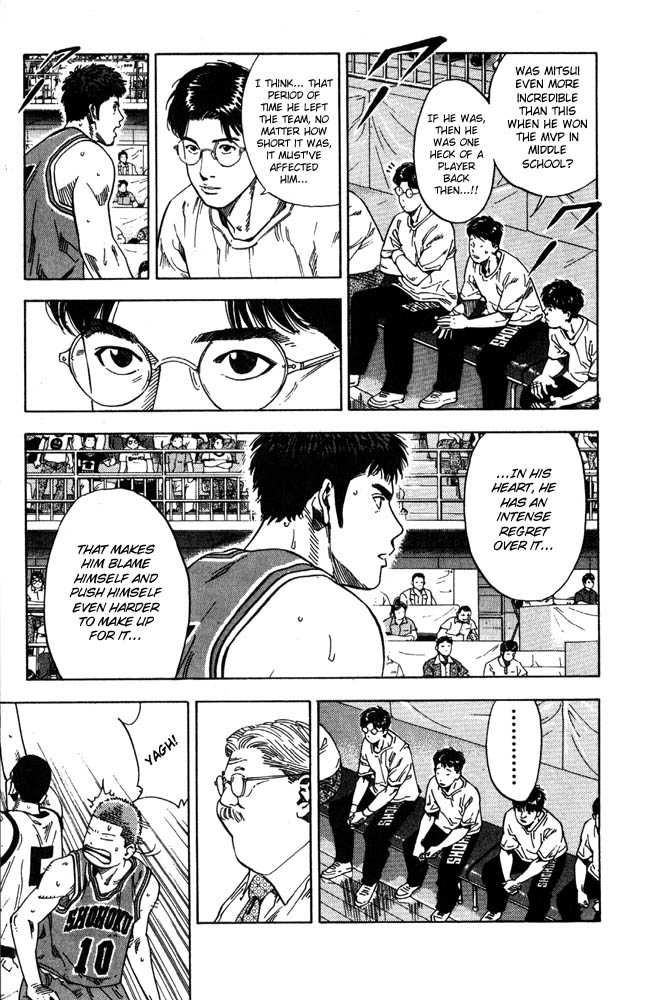 WAS MITSUI
EVEN MORE
INCREDIBLE
THAN THIS
WHEN HE WON
THE MVP IN
MIDDLE
SCHOOL?
IF HE WAS,
THEN HE
WAS ONE
HECK OF A
PLAYER
BACK
THEN...!!
I THINK... THAT
PERIOD OF
TIME HE LEFT
THE TEAM, NO
MATTER HOW
SHORT IT WAS,
IT MUST'VE
AFFECTED
HIM...
...IN HIS
HEART, HE
HAS AN
INTENSE
REGRET
OVER IT...
THAT MAKES
HIM BLAME
HIMSELF AND
PUSH HIMSELF
EVEN HARDER
TO MAKE UP
FOR IT...
........
YAGH!
5
SHOHOKU
10